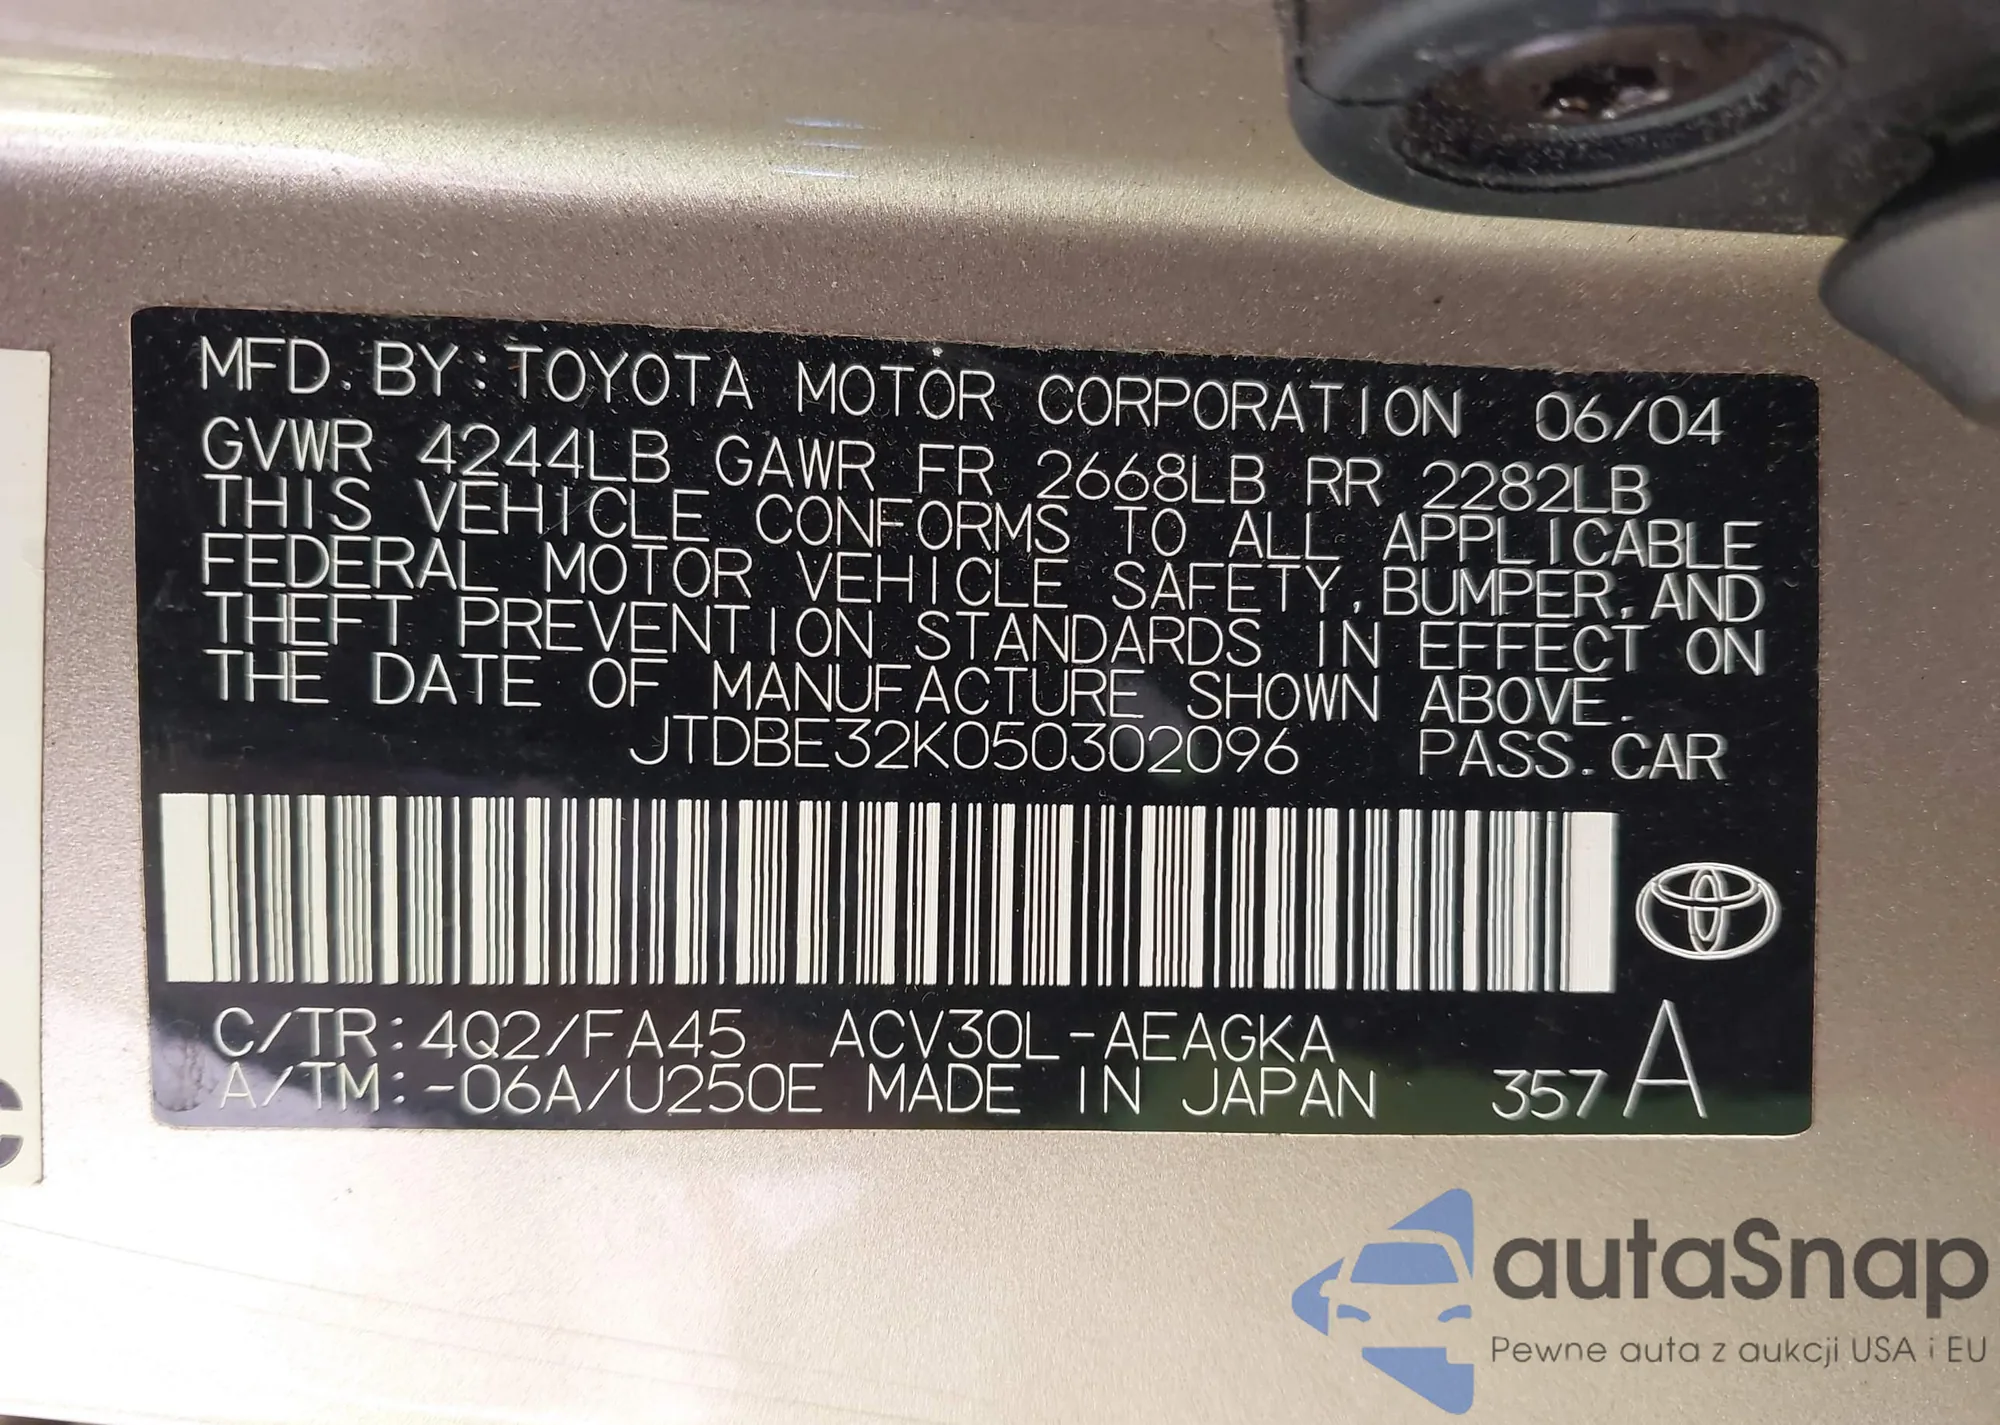 MFD. BY: TOYOTA MOTOR CORPORATION 06/04
GVWR 4244LB GAWR FR 2668LB RR 2282LB
THIS VEHICLE CONFORMS TO ALL APPLICABLE
FEDERAL MOTOR VEHICLE SAFETY, BUMPER, AND
THEFT PREVENTION STANDARDS IN EFFECT ON
THE DATE OF MANUFACTURE SHOWN ABOVE.
JTDBE32K050302096 PASS. CAR
C/TR: 4Q2/FA45 ACV30L-AEAGKA
A/TM: -06A/U250E MADE IN JAPAN 357 A
autaSnap
Pewne auta z aukcji USA i EU